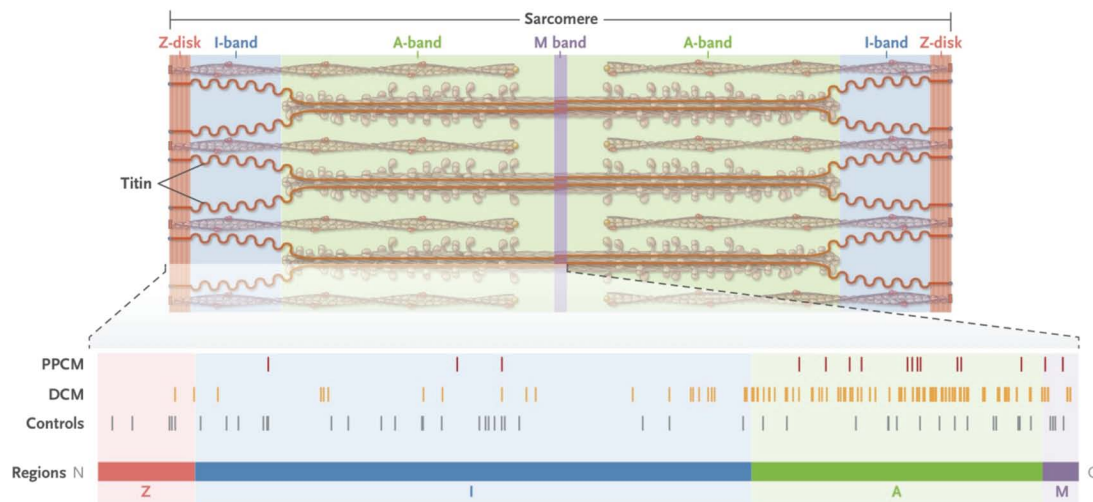 Sarcomere
Z-disk I-band A-band M band A-band I-band Z-disk
Titin
PPCM
DCM
Controls
Regions N
Z I A M